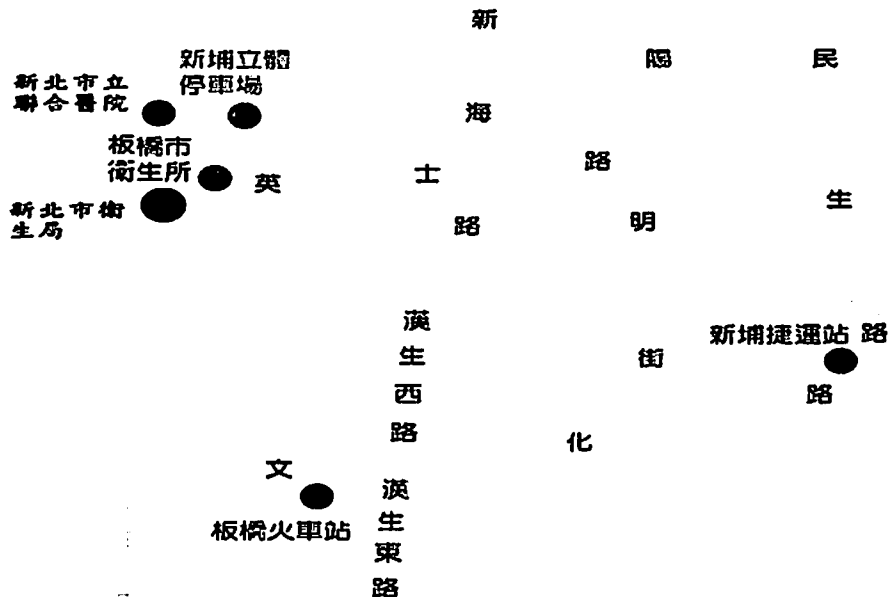 新北市立
聯合醫院
新埔立體
停車場
板橋市
衛生所
新北市衛
生局
英士路
新海路
陽明街
民生路
漢生西路
漢生東路
文化路
新埔捷運站
板橋火車站